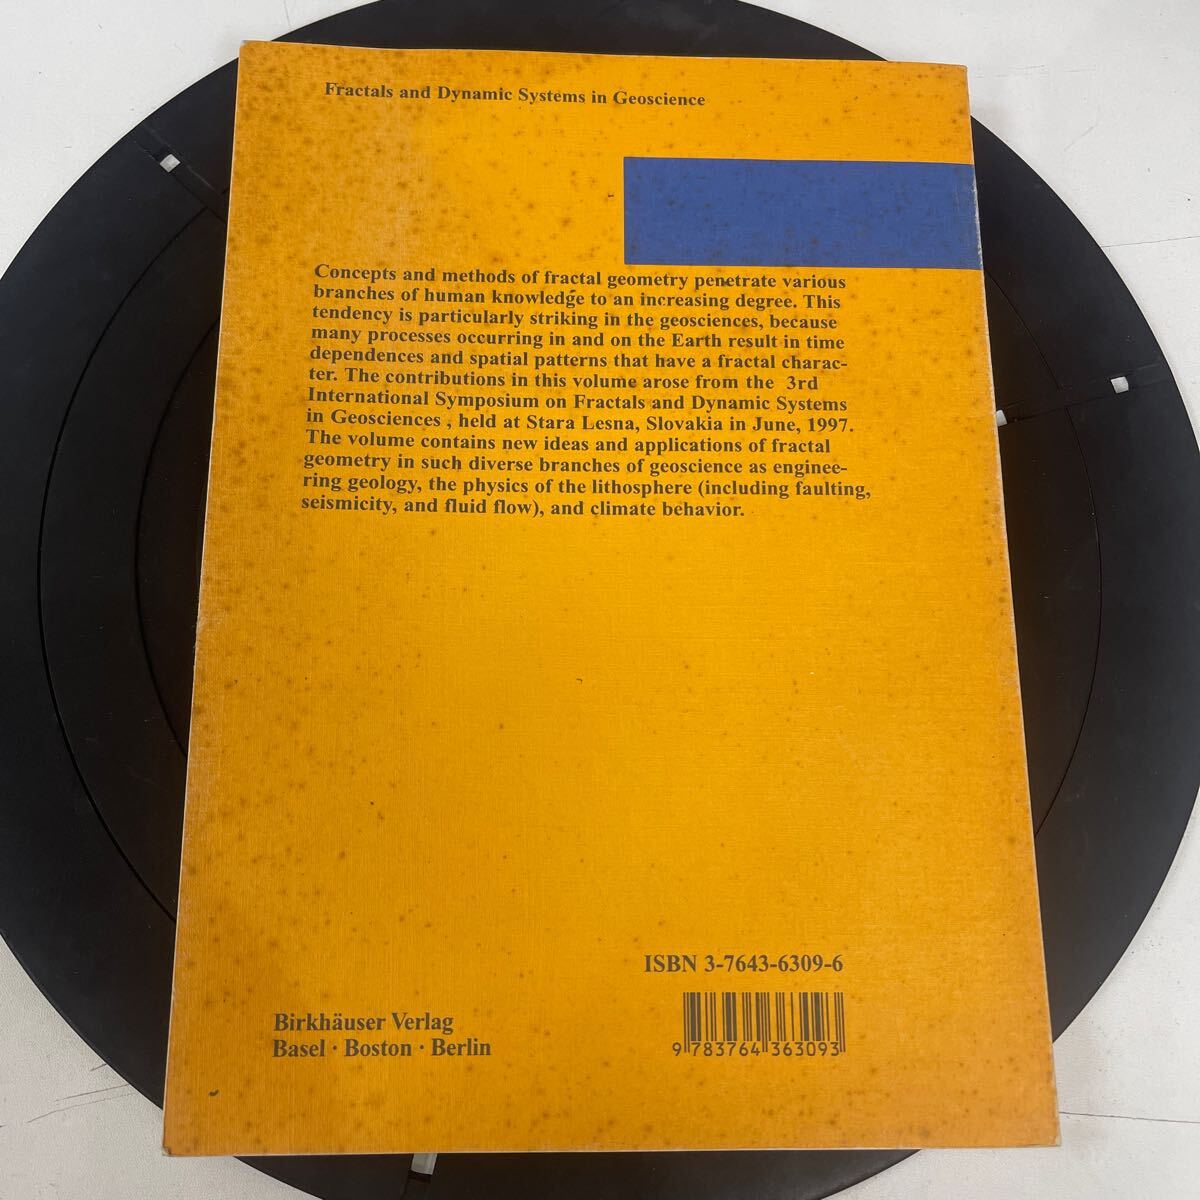 Fractals and Dynamic Systems in Geoscience
Concepts and methods of fractal geometry penetrate various
branches of human knowledge to an increasing degree. This
tendency is particularly striking in the geosciences, because
many processes occurring in and on the Earth result in time
dependences and spatial patterns that have a fractal charac-
ter. The contributions in this volume arose from the 3rd
International Symposium on Fractals and Dynamic Systems
in Geosciences , held at Stara Lesna, Slovakia in June, 1997.
The volume contains new ideas and applications of fractal
geometry in such diverse branches of geoscience as enginee-
ring geology, the physics of the lithosphere (including faulting,
seismicity, and fluid flow), and climate behavior.
ISBN 3-7643-6309-6
Birkhäuser Verlag
Basel · Boston · Berlin
9 783764 363093